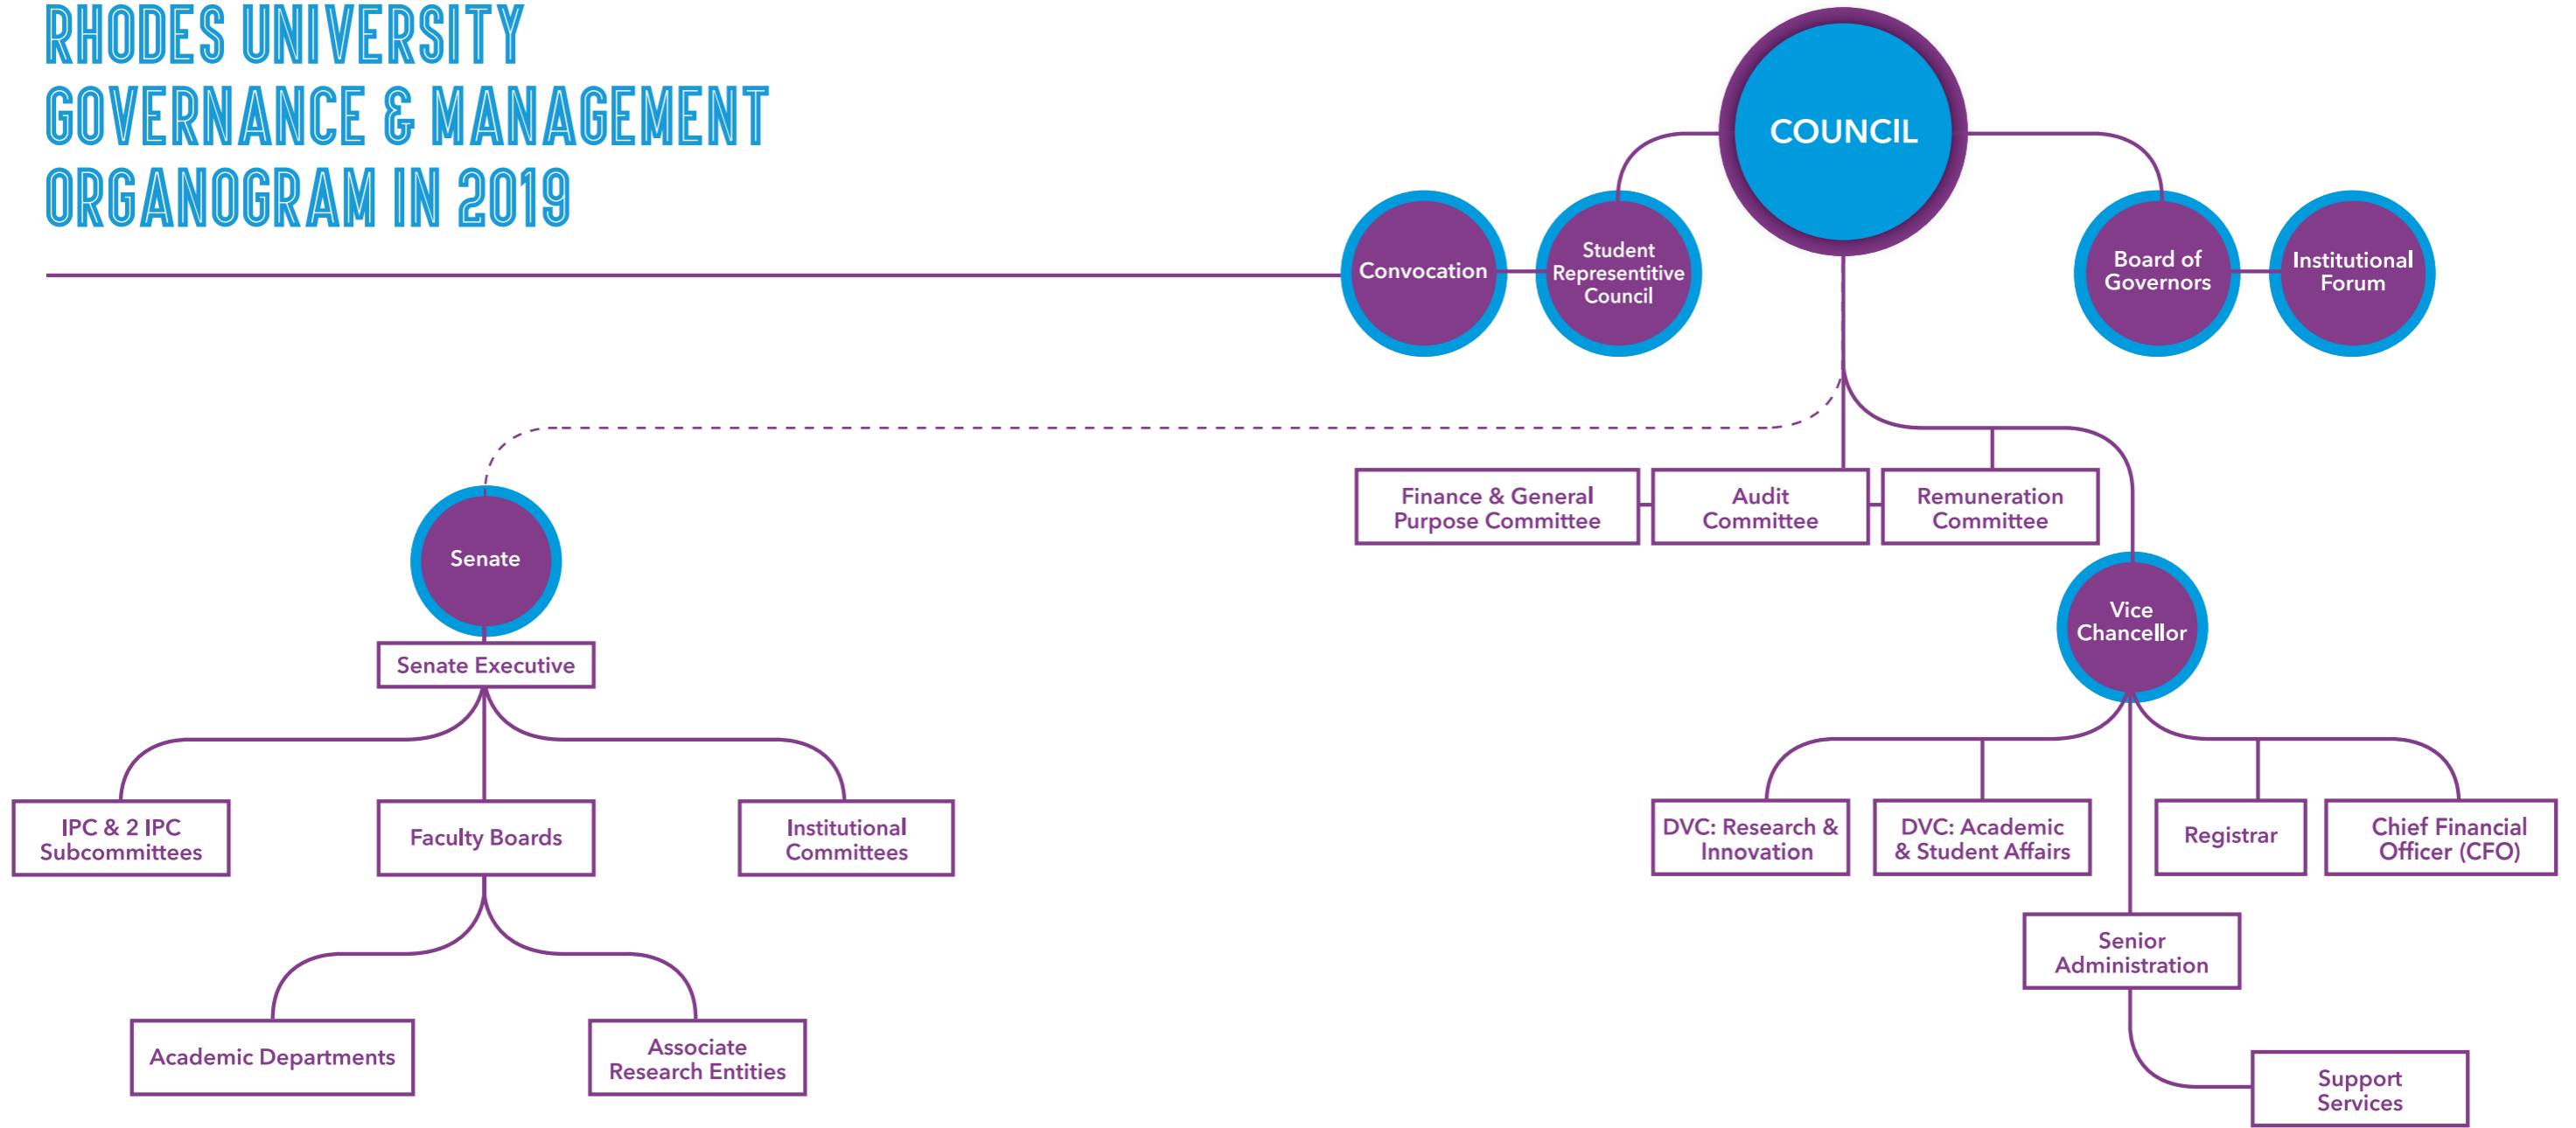 RHODES UNIVERSITY
GOVERNANCE & MANAGEMENT
ORGANOGRAM IN 2019
COUNCIL
Convocation
Student
Representitive
Council
Board of
Governors
Institutional
Forum
Finance & General
Purpose Committee
Audit
Committee
Remuneration
Committee
Senate
Vice
Chancellor
Senate Executive
IPC & 2 IPC
Subcommittees
Faculty Boards
Institutional
Committees
DVC: Research &
Innovation
DVC: Academic
& Student Affairs
Registrar
Chief Financial
Officer (CFO)
Senior
Administration
Academic Departments
Associate
Research Entities
Support
Services